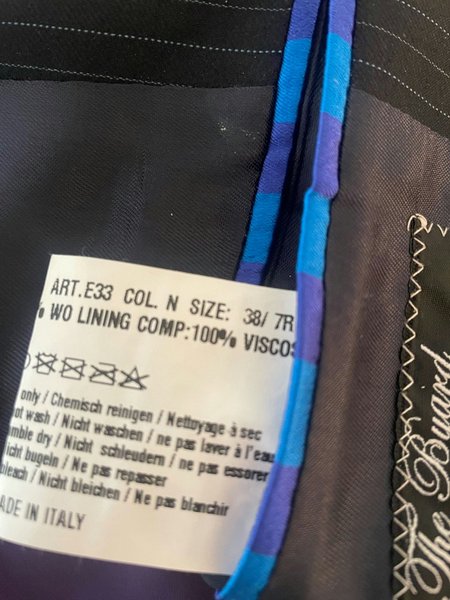 ART.E33 COL. N SIZE: 38/ 7R
% WO LINING COMP:100% VISCOS
only / Chemisch reinigen / Nettoyage à sec
not wash / Nicht waschen / ne pas laver à l'eau
mble dry / Nicht schleudern / ne pas essorer
icht bugeln / Ne pas repasser
bleach / Nicht bleichen / Ne pas blanchir
ADE IN ITALY
The Buard